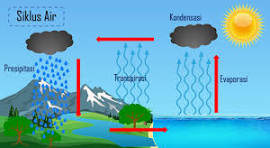 Siklus Air
Kondensasi
Presipitasi
Transpirasi
Evaporasi